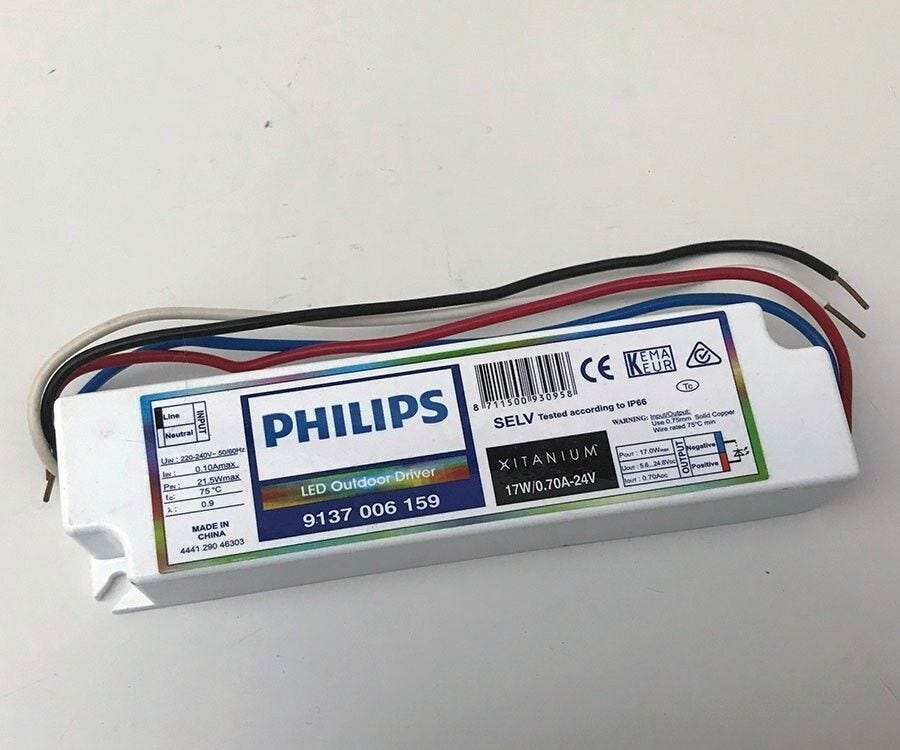 Line
Neutral
INPUT
UIN : 220-240V~ 50/60Hz
IIN : 0.10Amax
PIN : 21.5Wmax
tc: 75 °C
λ : 0.9
MADE IN
CHINA
4441 290 46303
PHILIPS
LED Outdoor Driver
9137 006 159
8 711500 930958
CE
KEMA
KEUR
SELV Tested according to IP66
Tc
WARNING: Input/Output:
Use 0.75mm Solid Copper
Wire rated 75°C min
XITANIUM
17W/0.70A-24V
POUT : 17.0Wmax
UOUT : 5.6...24.6VDC
IOUT : 0.70ADC
OUTPUT
Negative
Positive